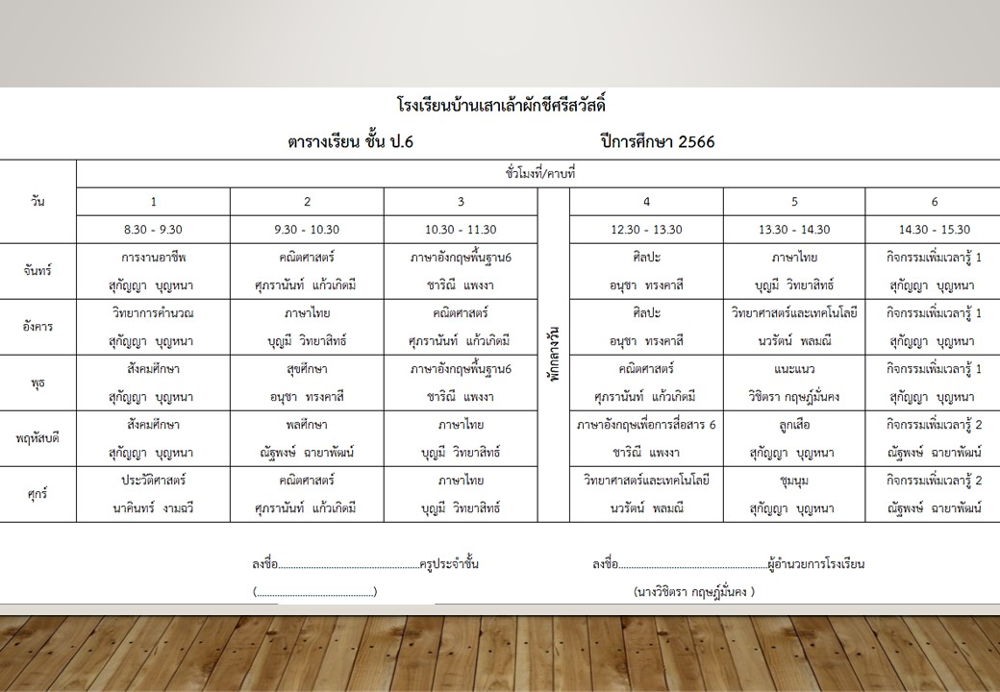 โรงเรียนบ้านเสาเล้าผักชีศรีสวัสดิ์
ตารางเรียน ชั้น ป.6 ปีการศึกษา 2566
วัน ชั่วโมงที่/คาบที่
1 2 3 4 5 6
8.30 - 9.30 9.30 - 10.30 10.30 - 11.30 12.30 - 13.30 13.30 - 14.30 14.30 - 15.30
พักกลางวัน
จันทร์ การงานอาชีพ คณิตศาสตร์ ภาษาอังกฤษพื้นฐาน6 ศิลปะ ภาษาไทย กิจกรรมเพิ่มเวลารู้ 1
สุกัญญา บุญหนา ศุภรานันท์ แก้วเกิดมี ชาริณี แพงงา อนุชา ทรงคาสี บุญมี วิทยาสิทธ์ สุกัญญา บุญหนา
อังคาร วิทยาการคำนวณ ภาษาไทย คณิตศาสตร์ ศิลปะ วิทยาศาสตร์และเทคโนโลยี กิจกรรมเพิ่มเวลารู้ 1
สุกัญญา บุญหนา บุญมี วิทยาสิทธ์ ศุภรานันท์ แก้วเกิดมี อนุชา ทรงคาสี นวรัตน์ พลมณี สุกัญญา บุญหนา
พุธ สังคมศึกษา สุขศึกษา ภาษาอังกฤษพื้นฐาน6 คณิตศาสตร์ แนะแนว กิจกรรมเพิ่มเวลารู้ 1
สุกัญญา บุญหนา อนุชา ทรงคาสี ชาริณี แพงงา ศุภรานันท์ แก้วเกิดมี วิชิตรา กฤษฎ์มั่นคง สุกัญญา บุญหนา
พฤหัสบดี สังคมศึกษา พลศึกษา ภาษาไทย ภาษาอังกฤษเพื่อการสื่อสาร 6 ลูกเสือ กิจกรรมเพิ่มเวลารู้ 2
สุกัญญา บุญหนา ณัฐพงษ์ ฉายาพัฒน์ บุญมี วิทยาสิทธ์ ชาริณี แพงงา สุกัญญา บุญหนา ณัฐพงษ์ ฉายาพัฒน์
ศุกร์ ประวัติศาสตร์ คณิตศาสตร์ ภาษาไทย วิทยาศาสตร์และเทคโนโลยี ชุมนุม กิจกรรมเพิ่มเวลารู้ 2
นาคินทร์ งามฉวี ศุภรานันท์ แก้วเกิดมี บุญมี วิทยาสิทธ์ นวรัตน์ พลมณี สุกัญญา บุญหนา ณัฐพงษ์ ฉายาพัฒน์
ลงชื่อ..................................................ครูประจำชั้น ลงชื่อ.....................................................ผู้อำนวยการโรงเรียน
(..........................................) (นางวิชิตรา กฤษฎ์มั่นคง )